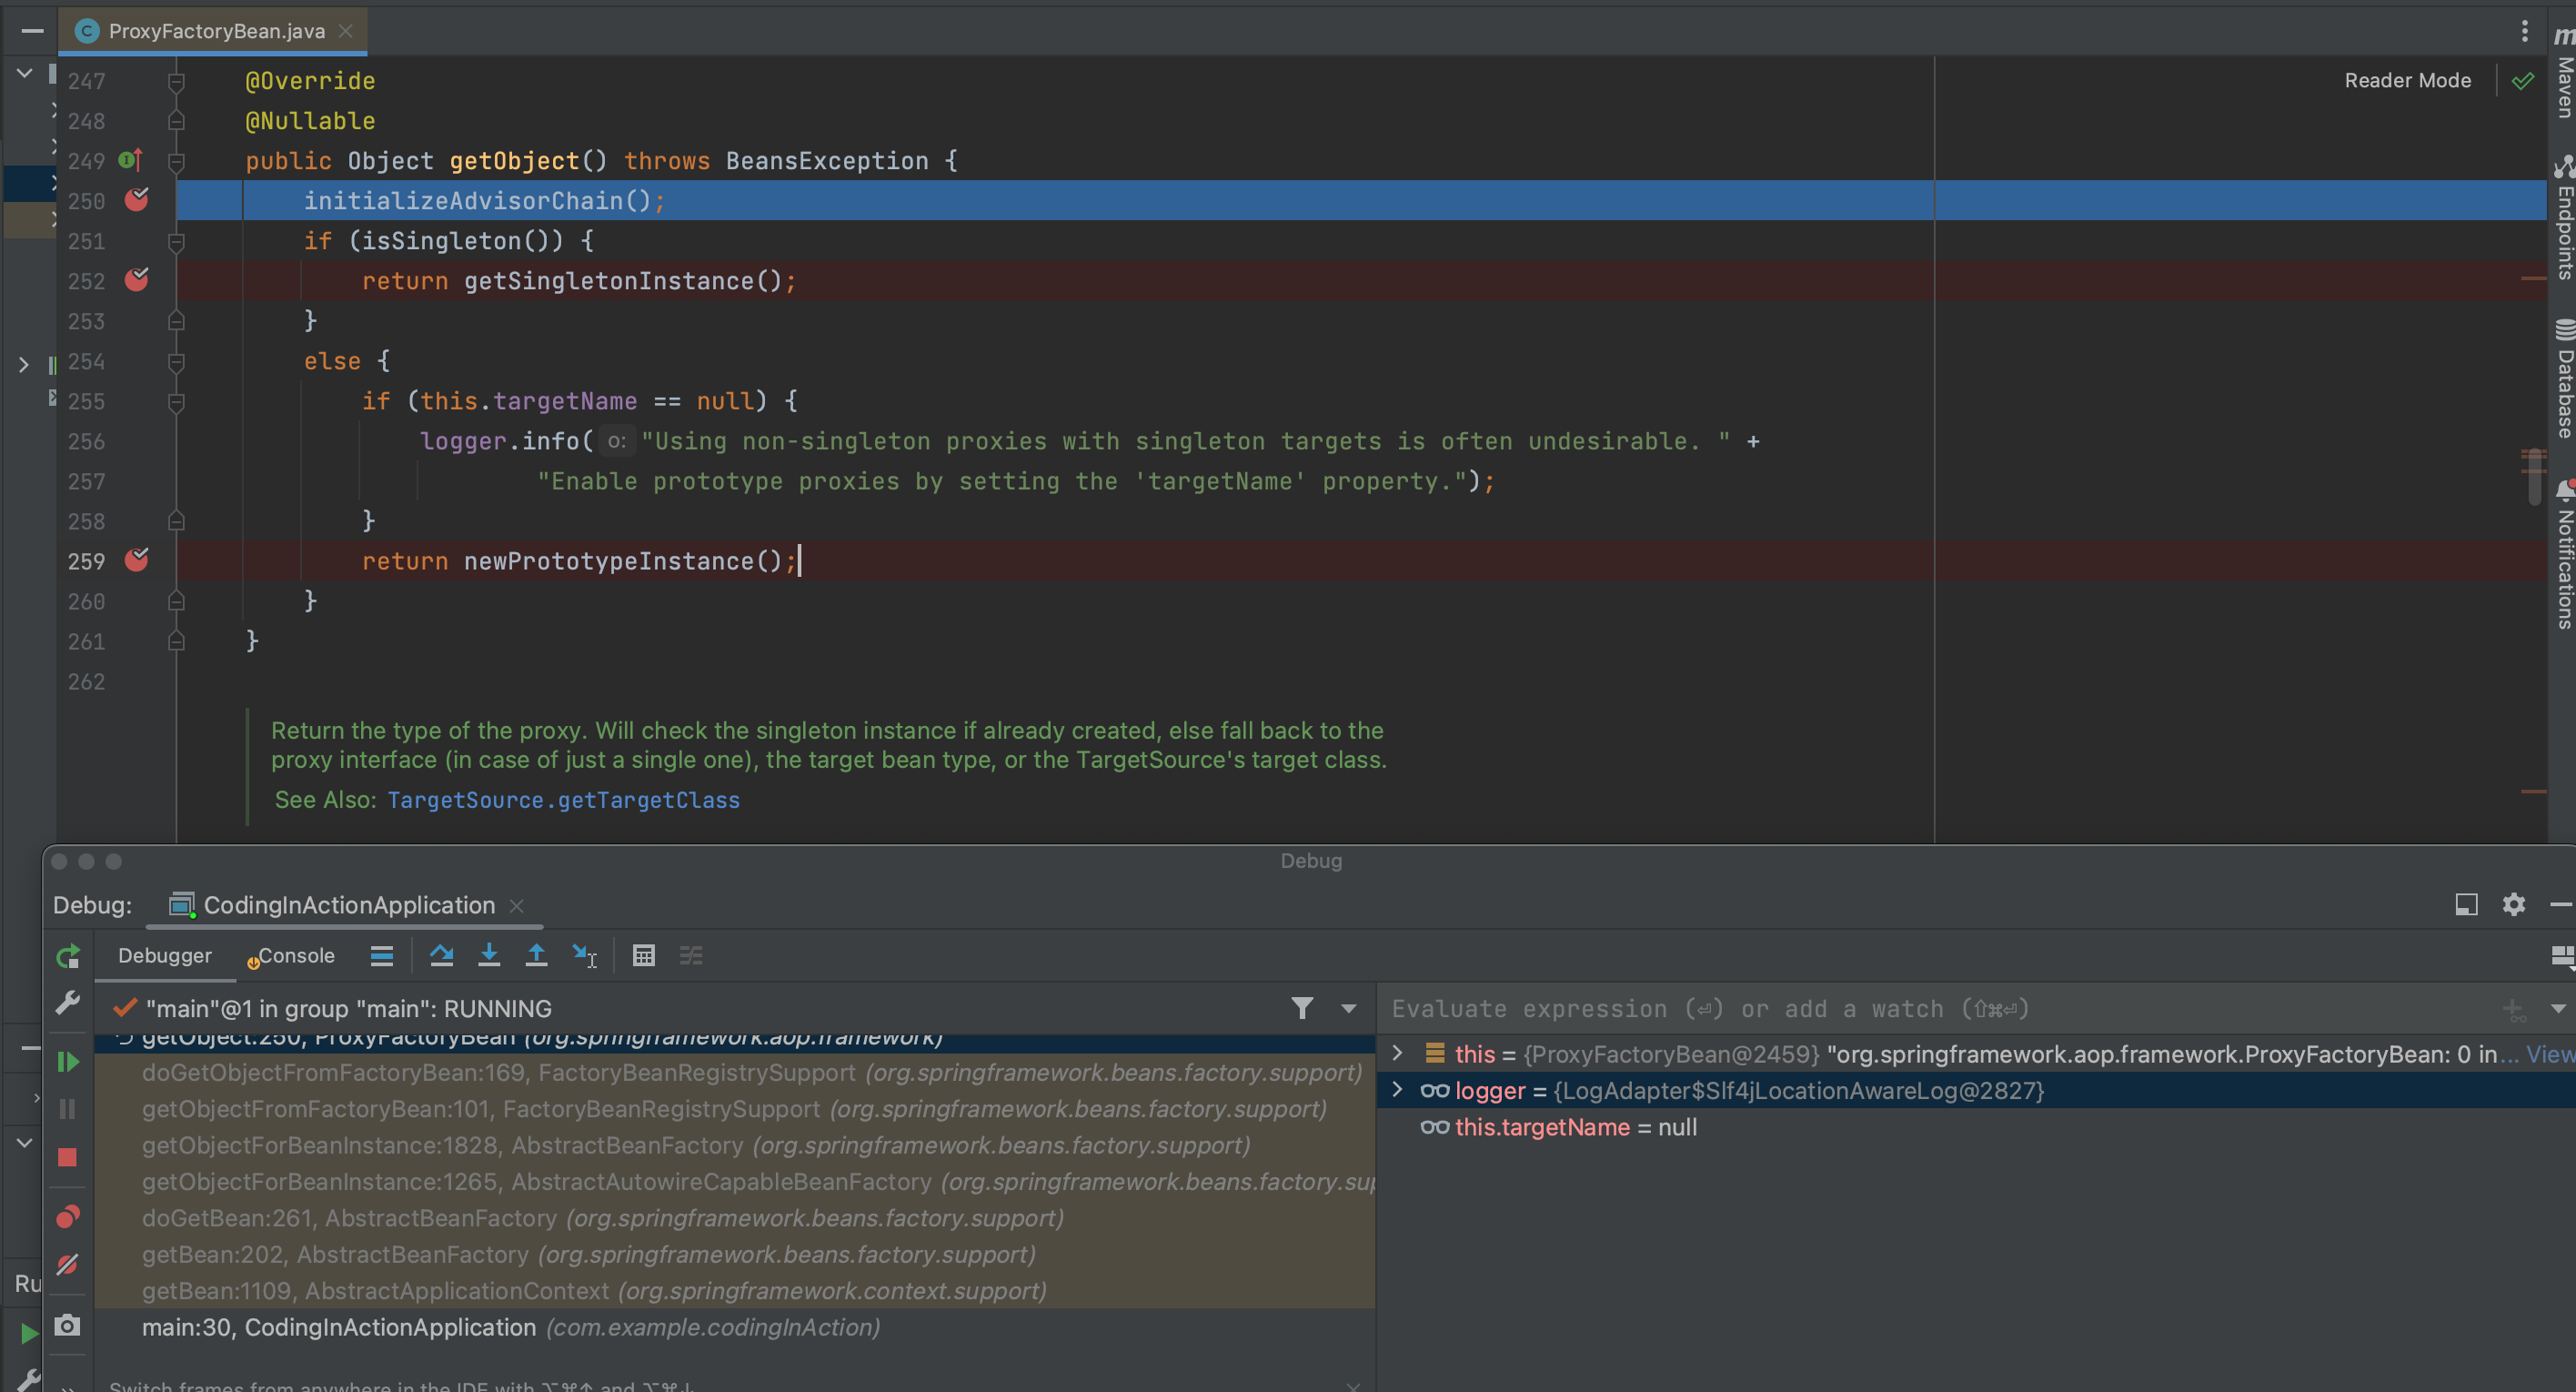 ProxyFactoryBean.java
Reader Mode
247 @Override
248 @Nullable
249 public Object getObject() throws BeansException {
250 initializeAdvisorChain();
251 if (isSingleton()) {
252 return getSingletonInstance();
253 }
254 else {
255 if (this.targetName == null) {
256 logger.info( o: "Using non-singleton proxies with singleton targets is often undesirable. " +
257 "Enable prototype proxies by setting the 'targetName' property.");
258 }
259 return newPrototypeInstance();
260 }
261 }
262
Return the type of the proxy. Will check the singleton instance if already created, else fall back to the
proxy interface (in case of just a single one), the target bean type, or the TargetSource's target class.
See Also: TargetSource.getTargetClass
Maven
Endpoints
Database
Notifications
Debug
Debug: CodingInActionApplication
Debugger Console
"main"@1 in group "main": RUNNING
getObject:250, ProxyFactoryBean (org.springframework.aop.framework)
doGetObjectFromFactoryBean:169, FactoryBeanRegistrySupport (org.springframework.beans.factory.support)
getObjectFromFactoryBean:101, FactoryBeanRegistrySupport (org.springframework.beans.factory.support)
getObjectForBeanInstance:1828, AbstractBeanFactory (org.springframework.beans.factory.support)
getObjectForBeanInstance:1265, AbstractAutowireCapableBeanFactory (org.springframework.beans.factory.sup
doGetBean:261, AbstractBeanFactory (org.springframework.beans.factory.support)
getBean:202, AbstractBeanFactory (org.springframework.beans.factory.support)
getBean:1109, AbstractApplicationContext (org.springframework.context.support)
main:30, CodingInActionApplication (com.example.codingInAction)
Switch frames from anywhere in the IDE with ⌥⌘↑ and ⌥⌘↓
Evaluate expression (⏎) or add a watch (⇧⌘⏎)
this = {ProxyFactoryBean@2459} "org.springframework.aop.framework.ProxyFactoryBean: 0 in... View
logger = {LogAdapter$Slf4jLocationAwareLog@2827}
this.targetName = null
Ru